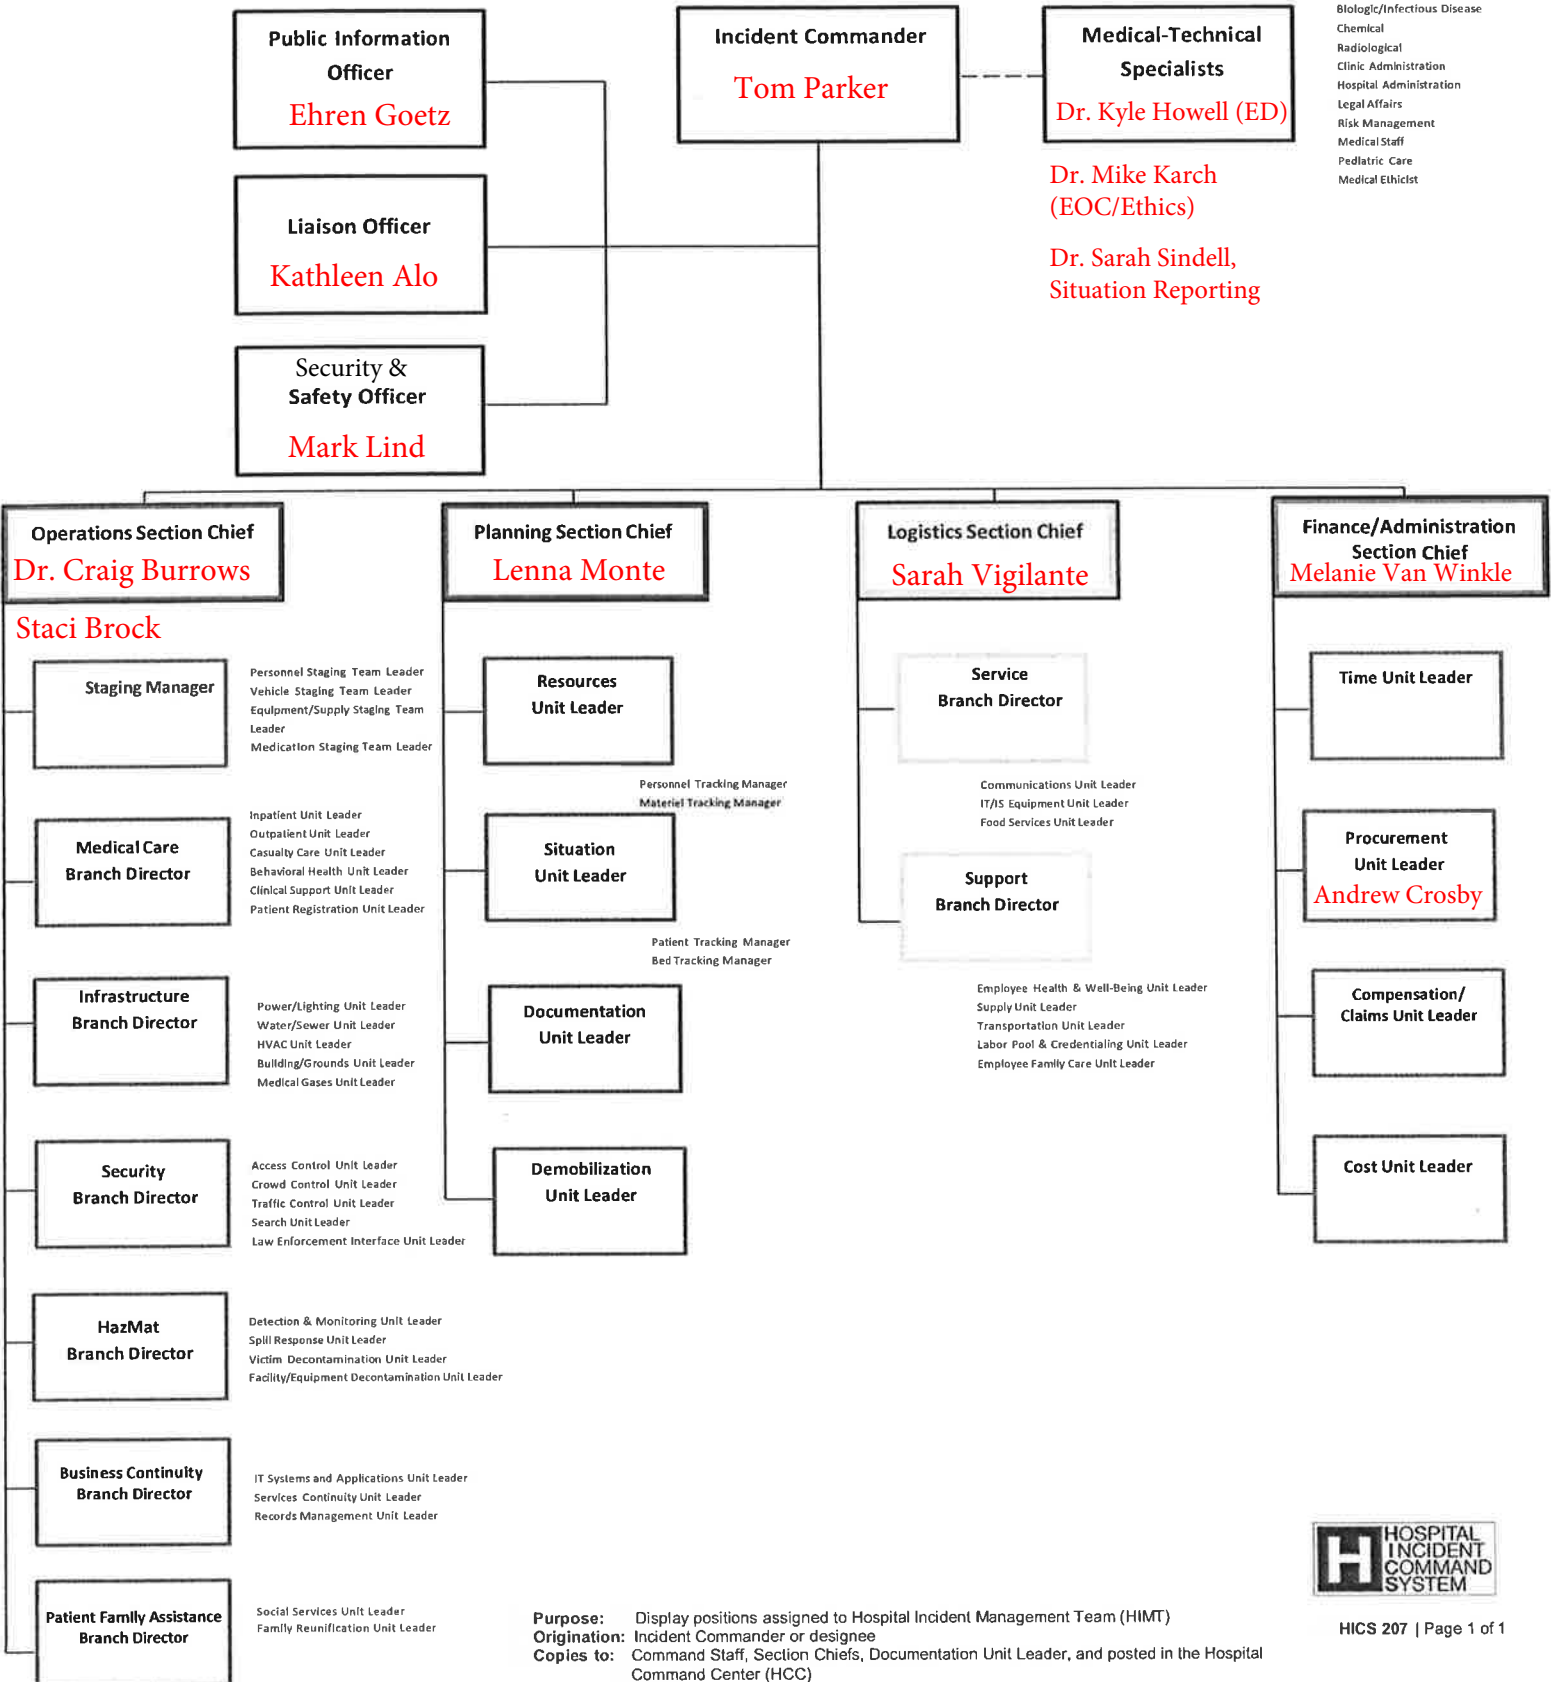 Public Information
Officer
Ehren Goetz
Incident Commander
Tom Parker
Medical-Technical
Specialists
Dr. Kyle Howell (ED)
Dr. Mike Karch
(EOC/Ethics)
Dr. Sarah Sindell,
Situation Reporting
Biologic/Infectious Disease
Chemical
Radiological
Clinic Administration
Hospital Administration
Legal Affairs
Risk Management
Medical Staff
Pediatric Care
Medical Ethicist
Liaison Officer
Kathleen Alo
Security &
Safety Officer
Mark Lind
Operations Section Chief
Dr. Craig Burrows
Staci Brock
Staging Manager
Personnel Staging Team Leader
Vehicle Staging Team Leader
Equipment/Supply Staging Team
Leader
Medication Staging Team Leader
Medical Care
Branch Director
Inpatient Unit Leader
Outpatient Unit Leader
Casualty Care Unit Leader
Behavioral Health Unit Leader
Clinical Support Unit Leader
Patient Registration Unit Leader
Infrastructure
Branch Director
Power/Lighting Unit Leader
Water/Sewer Unit Leader
HVAC Unit Leader
Building/Grounds Unit Leader
Medical Gases Unit Leader
Security
Branch Director
Access Control Unit Leader
Crowd Control Unit Leader
Traffic Control Unit Leader
Search Unit Leader
Law Enforcement Interface Unit Leader
HazMat
Branch Director
Detection & Monitoring Unit Leader
Spill Response Unit Leader
Victim Decontamination Unit Leader
Facility/Equipment Decontamination Unit Leader
Business Continuity
Branch Director
IT Systems and Applications Unit Leader
Services Continuity Unit Leader
Records Management Unit Leader
Patient Family Assistance
Branch Director
Social Services Unit Leader
Family Reunification Unit Leader
Planning Section Chief
Lenna Monte
Resources
Unit Leader
Personnel Tracking Manager
Materiel Tracking Manager
Situation
Unit Leader
Patient Tracking Manager
Bed Tracking Manager
Documentation
Unit Leader
Demobilization
Unit Leader
Logistics Section Chief
Sarah Vigilante
Service
Branch Director
Communications Unit Leader
IT/IS Equipment Unit Leader
Food Services Unit Leader
Support
Branch Director
Employee Health & Well-Being Unit Leader
Supply Unit Leader
Transportation Unit Leader
Labor Pool & Credentialing Unit Leader
Employee Family Care Unit Leader
Finance/Administration
Section Chief
Melanie Van Winkle
Time Unit Leader
Procurement
Unit Leader
Andrew Crosby
Compensation/
Claims Unit Leader
Cost Unit Leader
Purpose: Display positions assigned to Hospital Incident Management Team (HIMT)
Origination: Incident Commander or designee
Copies to: Command Staff, Section Chiefs, Documentation Unit Leader, and posted in the Hospital
Command Center (HCC)
H
HOSPITAL
INCIDENT
COMMAND
SYSTEM
HICS 207 | Page 1 of 1